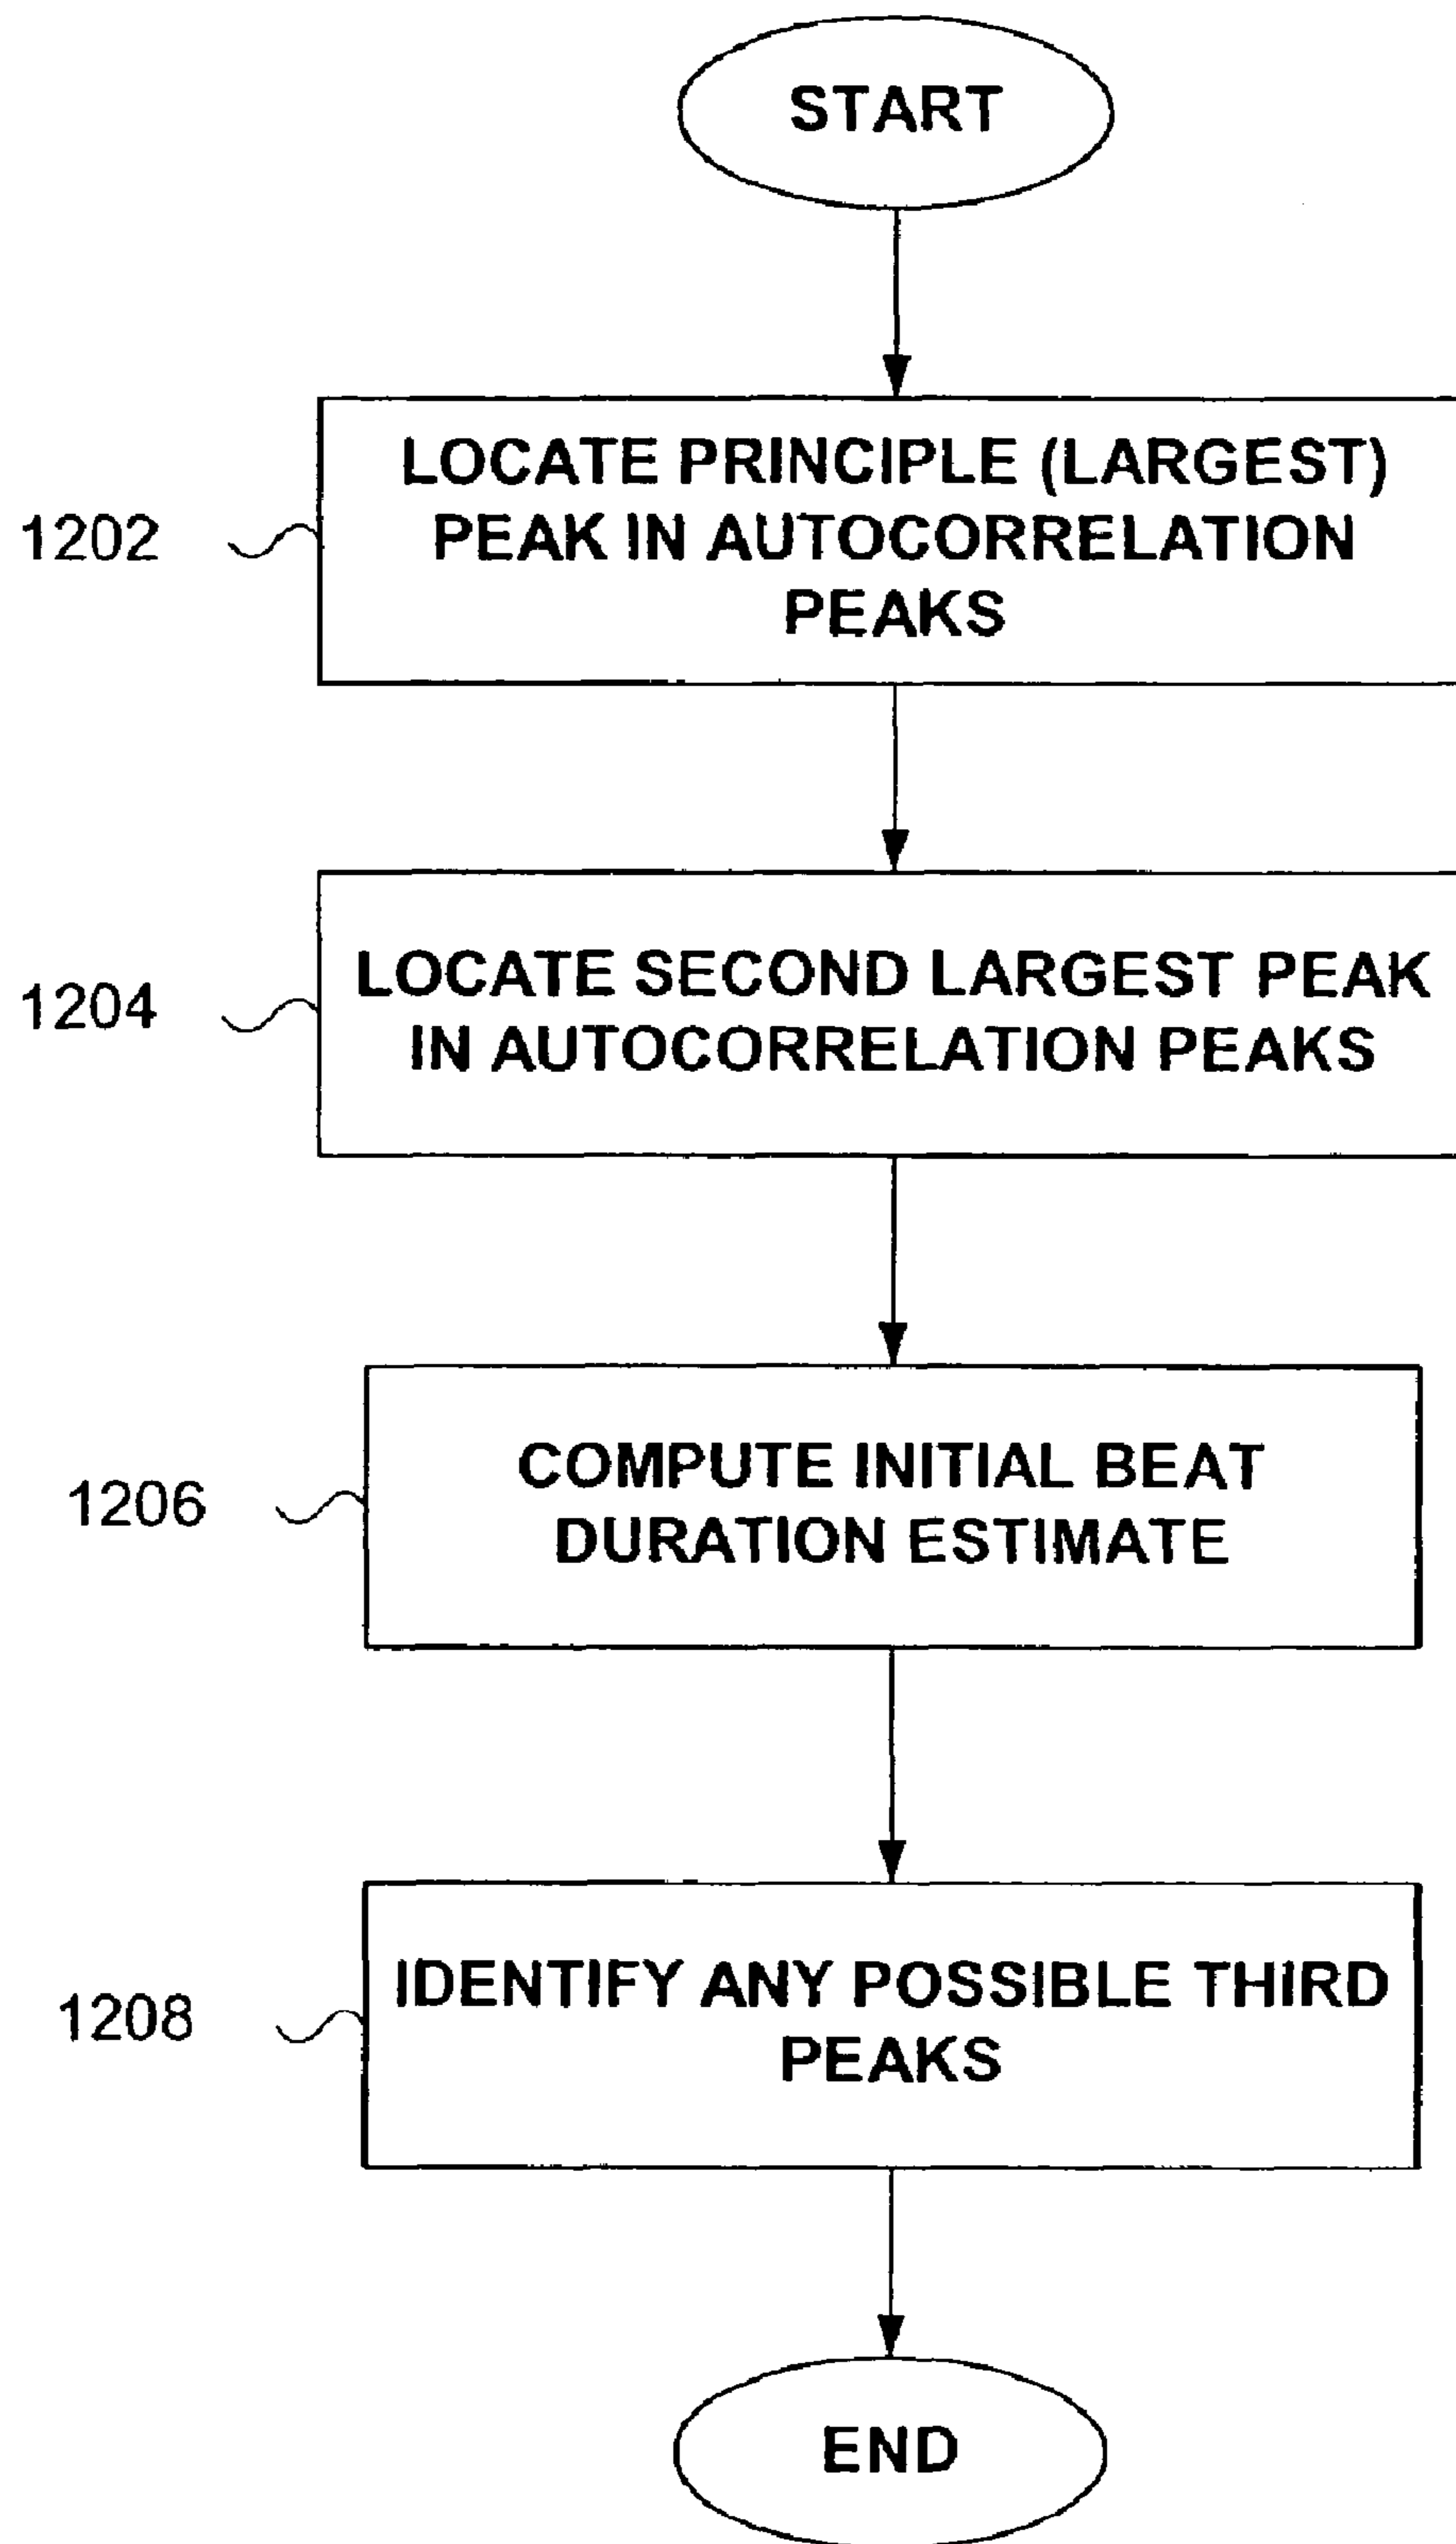 START
1202
LOCATE PRINCIPLE (LARGEST)
PEAK IN AUTOCORRELATION
PEAKS
1204
LOCATE SECOND LARGEST PEAK
IN AUTOCORRELATION PEAKS
1206
COMPUTE INITIAL BEAT
DURATION ESTIMATE
1208
IDENTIFY ANY POSSIBLE THIRD
PEAKS
END